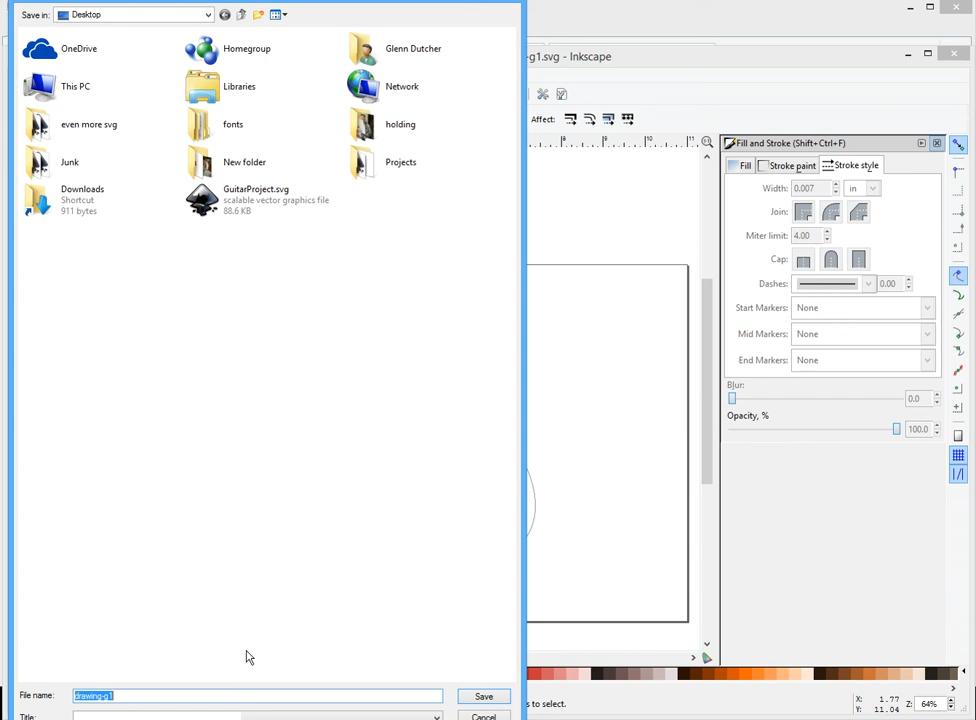 Save in: Desktop
-g1.svg - Inkscape
OneDrive
Homegroup
Glenn Dutcher
This PC
Libraries
Network
even more svg
fonts
holding
Junk
New folder
Projects
Downloads
Shortcut
911 bytes
GuitarProject.svg
scalable vector graphics file
88.6 KB
File name: drawing-g1
Save
Title:
Cancel
Affect:
8 9 10 11
Fill and Stroke (Shift+Ctrl+F)
Fill Stroke paint Stroke style
Width: 0.007 in
Join:
Miter limit: 4.00
Cap:
Dashes: 0.00
Start Markers: None
Mid Markers: None
End Markers: None
Blur:
0.0
Opacity, %
100.0
s to select.
X: 1.77
Y: 11.04
Z: 64%